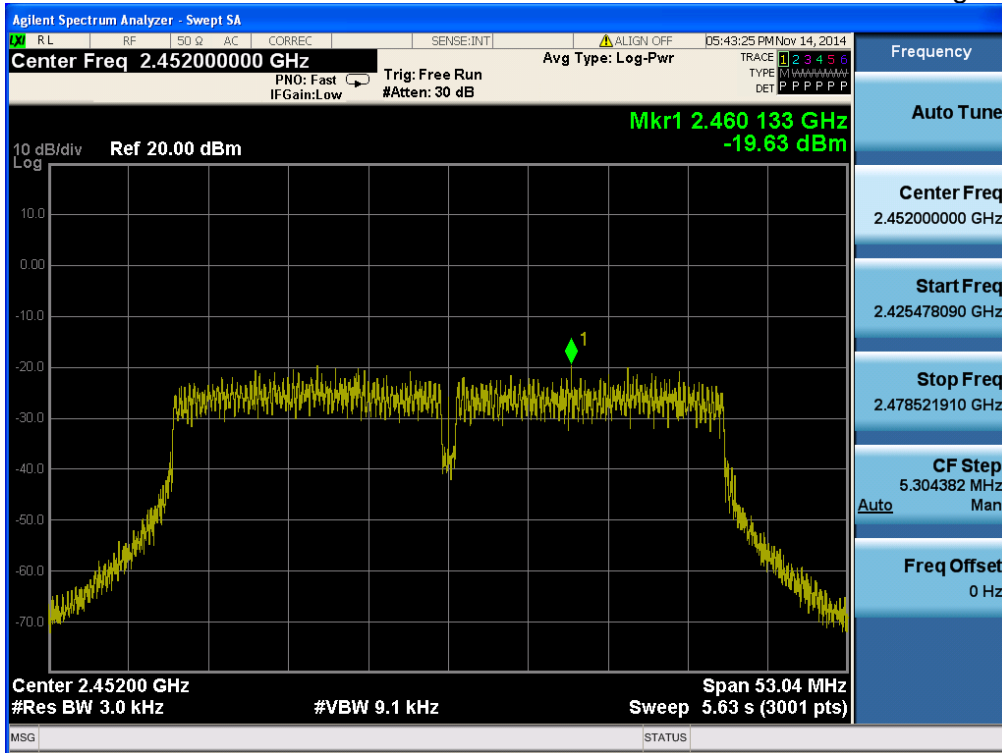 Agilent Spectrum Analyzer - Swept SA
LXI RL RF 50 Ω AC CORREC SENSE:INT ALIGN OFF 05:43:25 PM Nov 14, 2014
Center Freq 2.452000000 GHz
PNO: Fast
IFGain:Low
Trig: Free Run
#Atten: 30 dB
Avg Type: Log-Pwr
TRACE 1 2 3 4 5 6
TYPE M WWWWW
DET P P P P P P
Mkr1 2.460 133 GHz
-19.63 dBm
10 dB/div Ref 20.00 dBm
Log
10.0
0.00
-10.0
-20.0
-30.0
-40.0
-50.0
-60.0
-70.0
1
Center 2.45200 GHz
Span 53.04 MHz
#Res BW 3.0 kHz
#VBW 9.1 kHz
Sweep 5.63 s (3001 pts)
MSG
STATUS
Frequency
Auto Tune
Center Freq
2.452000000 GHz
Start Freq
2.425478090 GHz
Stop Freq
2.478521910 GHz
CF Step
5.304382 MHz
Auto Man
Freq Offset
0 Hz